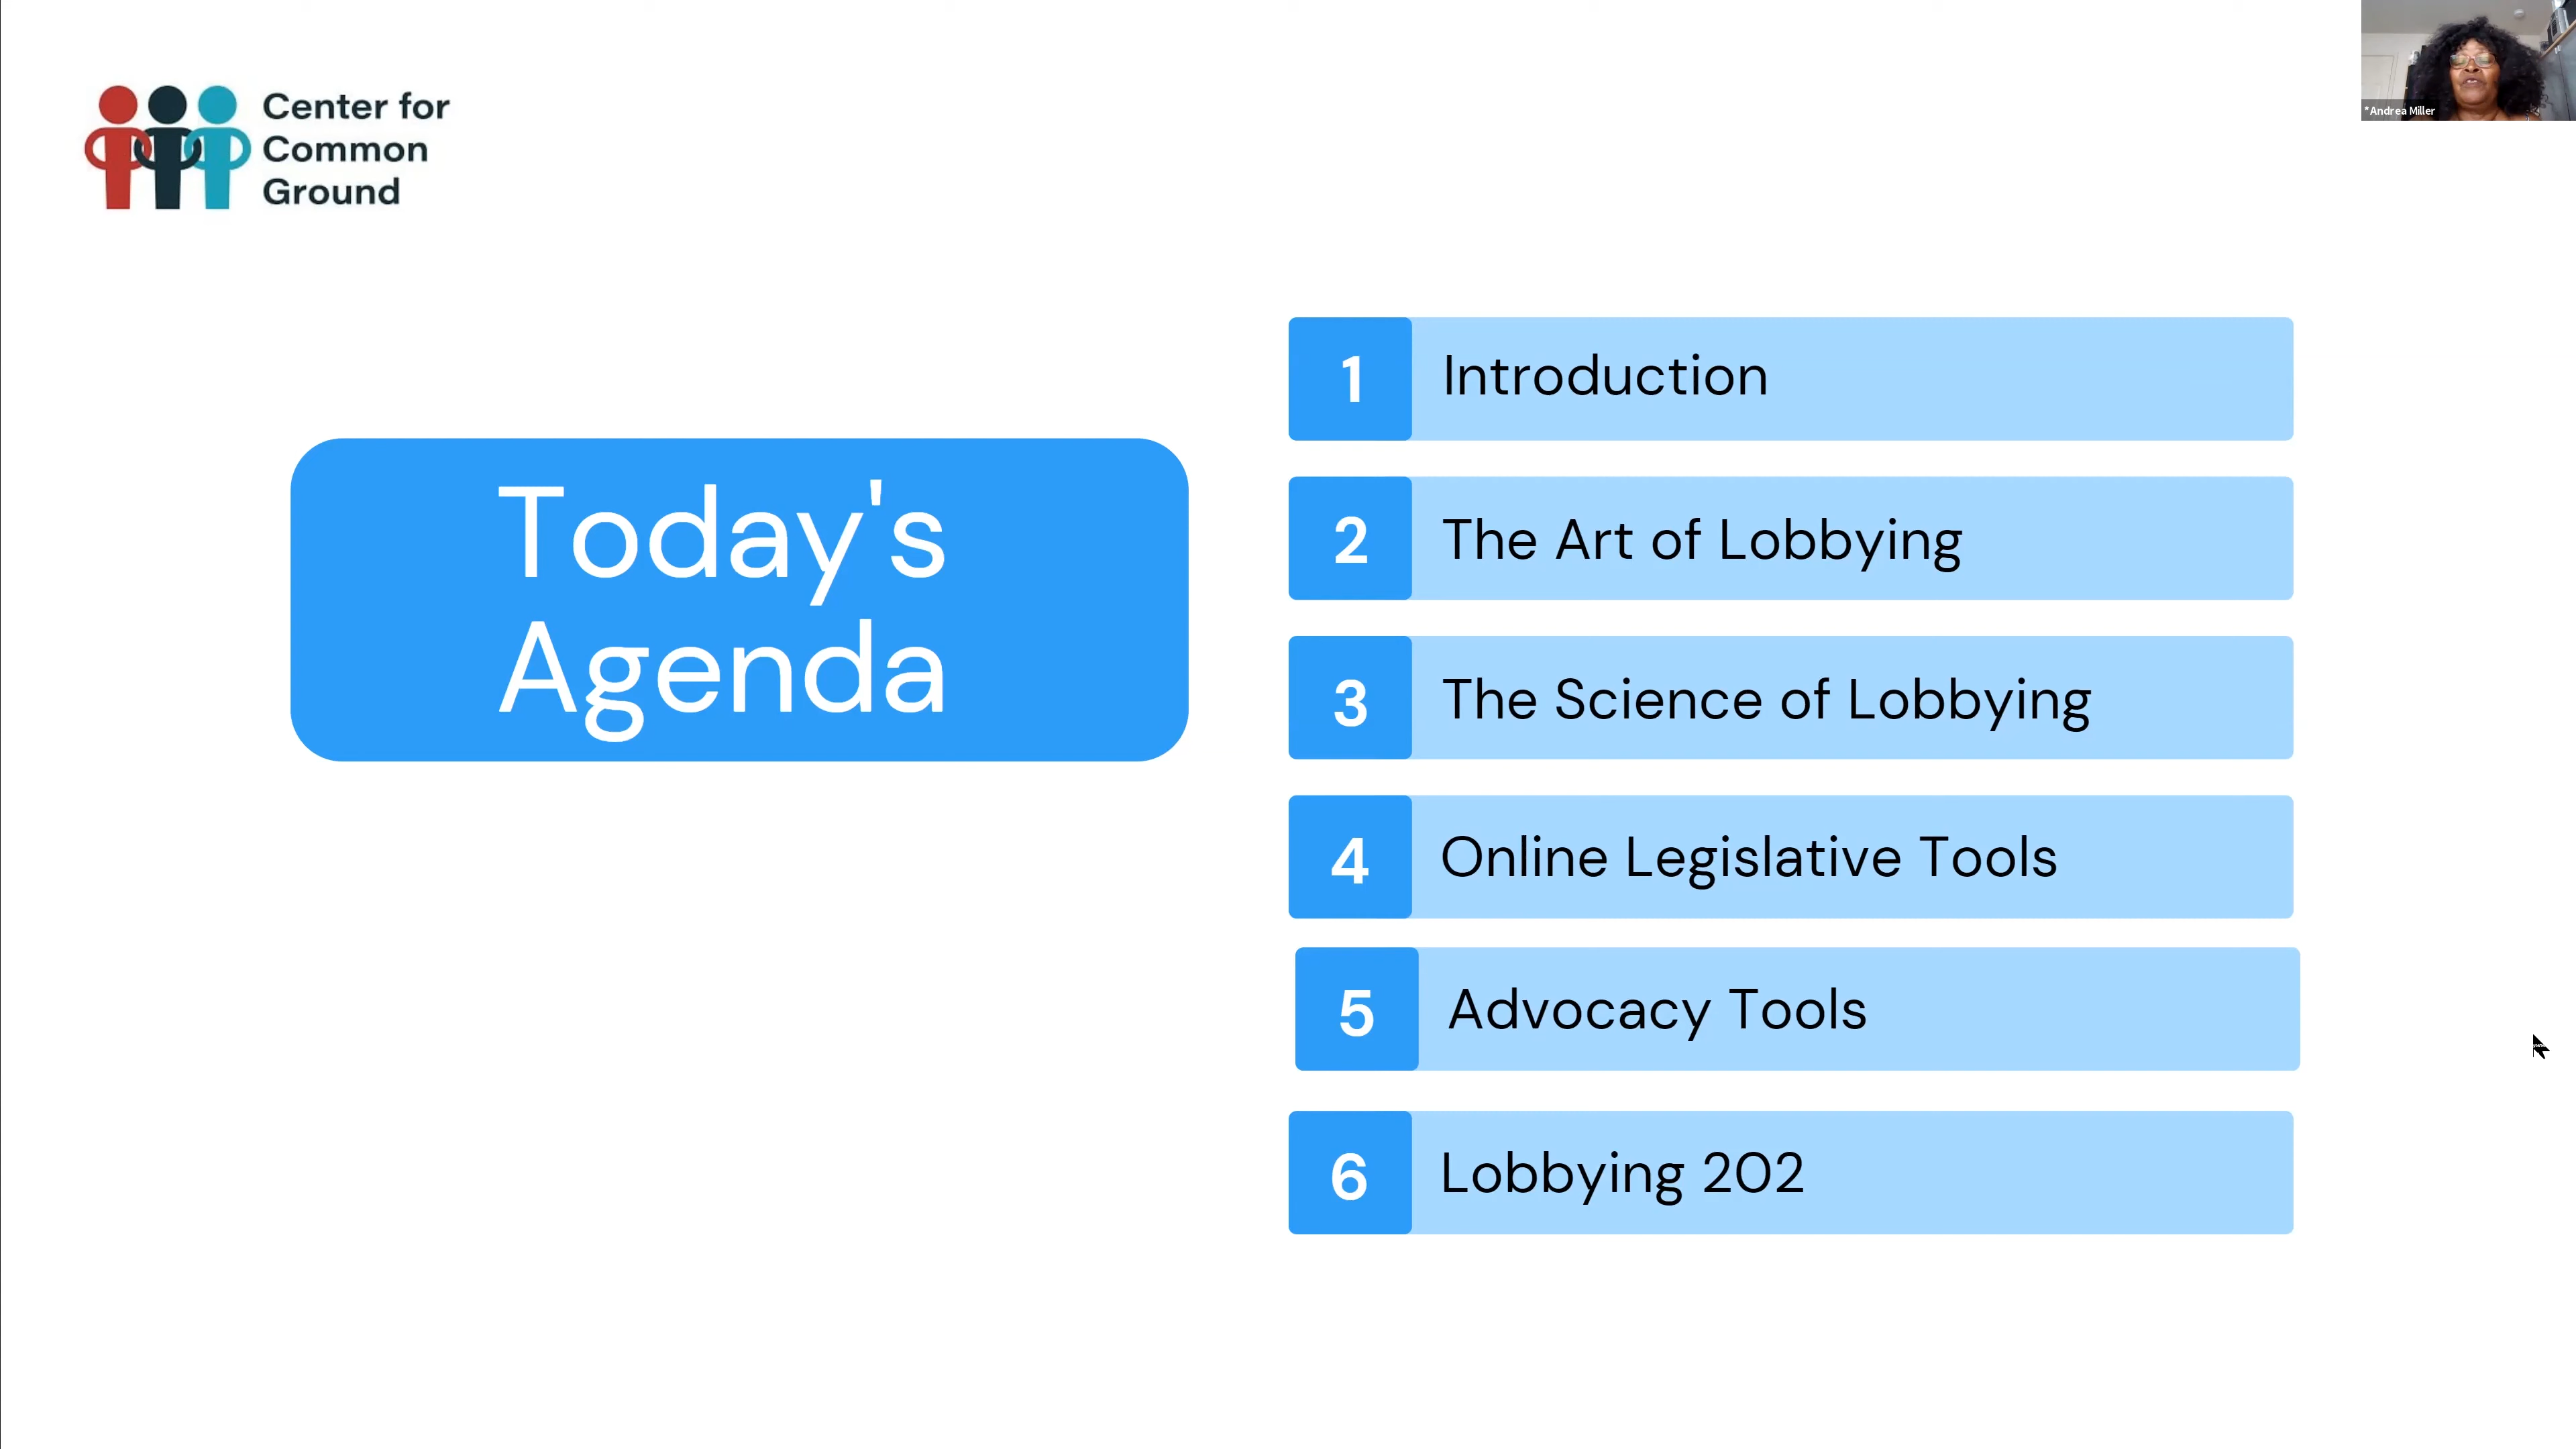 Center for
Common
Ground
*Andrea Miller
Today's
Agenda
1 Introduction
2 The Art of Lobbying
3 The Science of Lobbying
4 Online Legislative Tools
5 Advocacy Tools
6 Lobbying 202